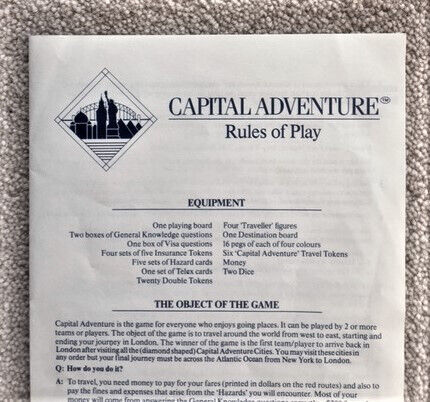 CAPITAL ADVENTURE™
Rules of Play
EQUIPMENT
One playing board
Two boxes of General Knowledge questions
One box of Visa questions
Four sets of five Insurance Tokens
Five sets of Hazard cards
One set of Telex cards
Twenty Double Tokens
Four 'Traveller' figures
One Destination board
16 pegs of each of four colours
Six 'Capital Adventure' Travel Tokens
Money
Two Dice
THE OBJECT OF THE GAME
Capital Adventure is the game for everyone who enjoys going places. It can be played by 2 or more
teams or players. The object of the game is to travel around the world from west to east, starting and
ending your journey in London. The winner of the game is the first team/player to arrive back in
London after visiting all the (diamond shaped) Capital Adventure Cities. You may visit these cities in
any order but your final journey must be across the Atlantic Ocean from New York to London.
Q: How do you do it?
A: To travel, you need money to pay for your fares (printed in dollars on the red routes) and also to
pay the fines and expenses that arise from the 'Hazards' you will encounter. Most of your
money will come from answering the General Knowledge questions